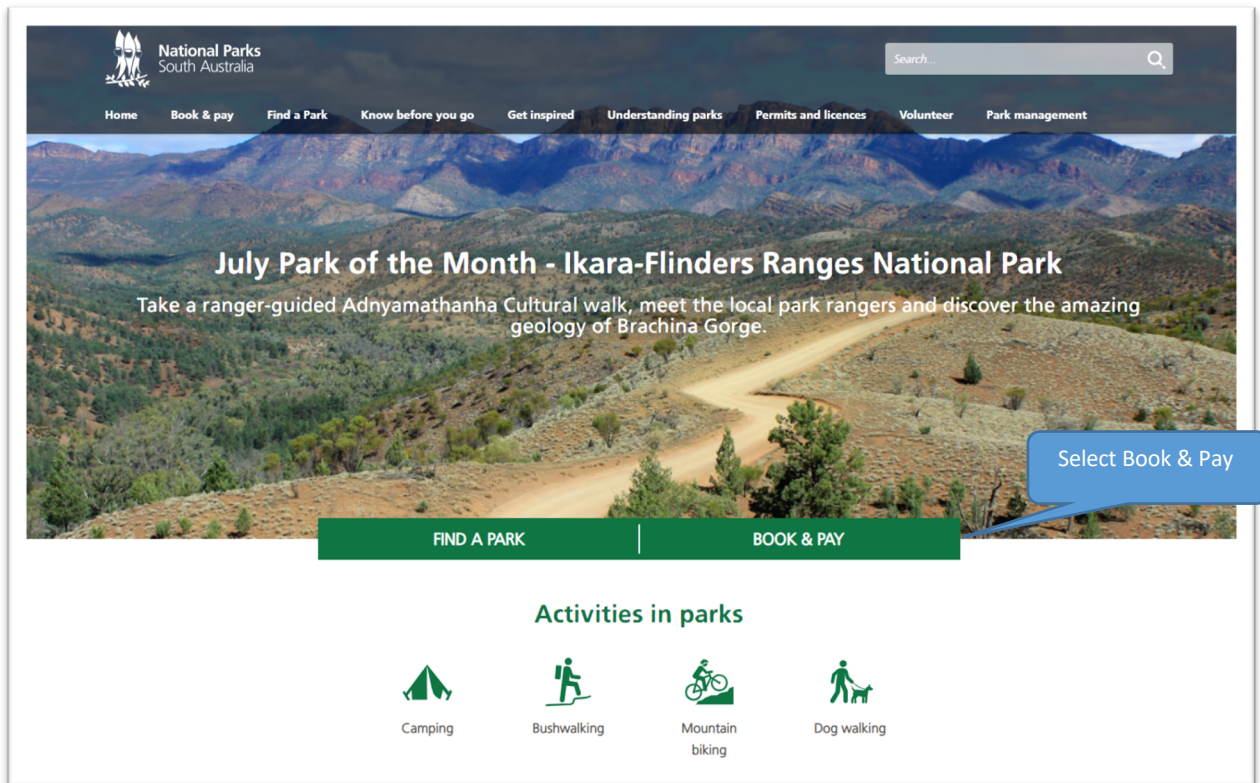 National Parks
South Australia
Search...
Home Book & pay Find a Park Know before you go Get inspired Understanding parks Permits and licences Volunteer Park management
July Park of the Month - Ikara-Flinders Ranges National Park
Take a ranger-guided Adnyamathanha Cultural walk, meet the local park rangers and discover the amazing
geology of Brachina Gorge.
Select Book & Pay
FIND A PARK BOOK & PAY
Activities in parks
Camping Bushwalking Mountain Dog walking
biking